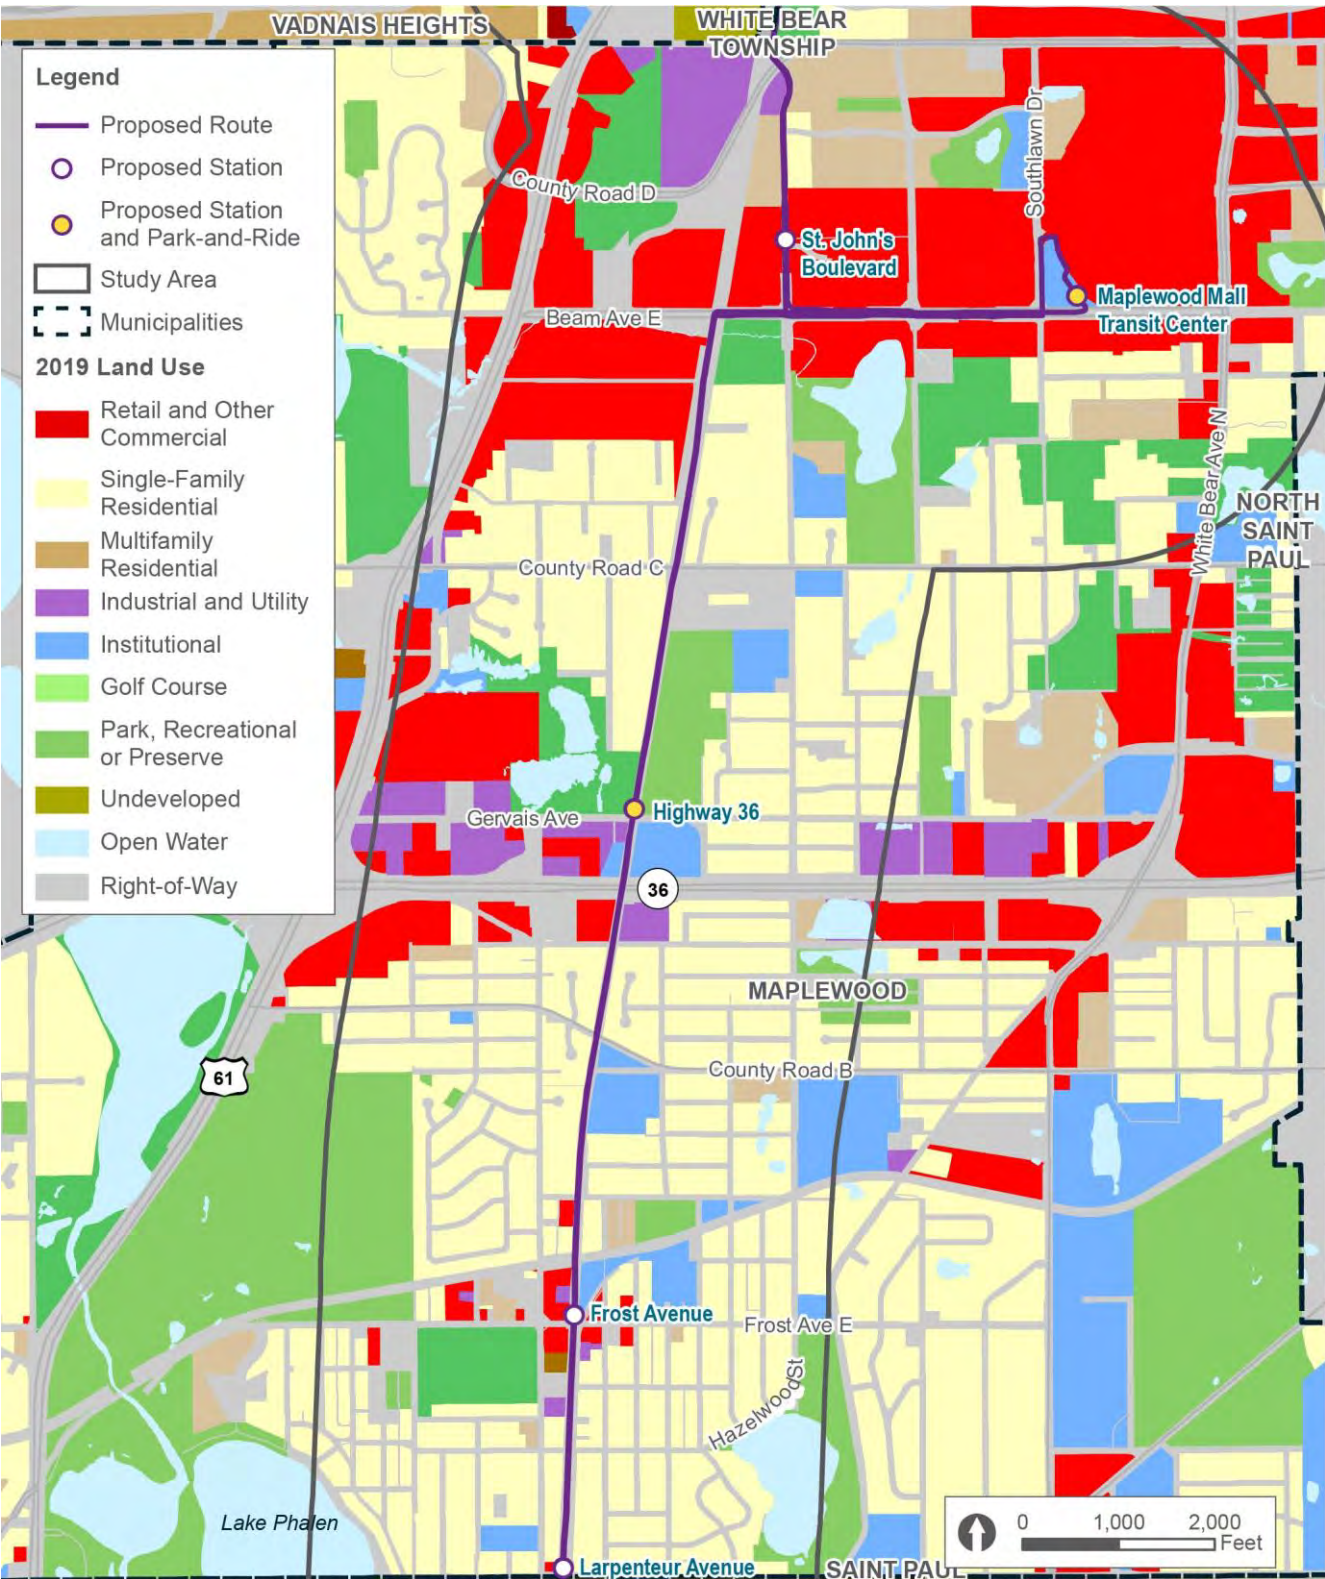 VADNAIS HEIGHTS
WHITE BEAR
TOWNSHIP
Legend
Proposed Route
Proposed Station
Proposed Station
and Park-and-Ride
Study Area
Municipalities
2019 Land Use
Retail and Other
Commercial
Single-Family
Residential
Multifamily
Residential
Industrial and Utility
Institutional
Golf Course
Park, Recreational
or Preserve
Undeveloped
Open Water
Right-of-Way
County Road D
Southlawn Dr
St. John's
Boulevard
Maplewood Mall
Transit Center
Beam Ave E
White Bear Ave N
NORTH
SAINT
PAUL
County Road C
Gervais Ave
Highway 36
36
MAPLEWOOD
County Road B
61
Frost Avenue
Frost Ave E
Hazelwood St
Lake Phalen
0 1,000 2,000
Feet
Larpenteur Avenue
SAINT PAUL